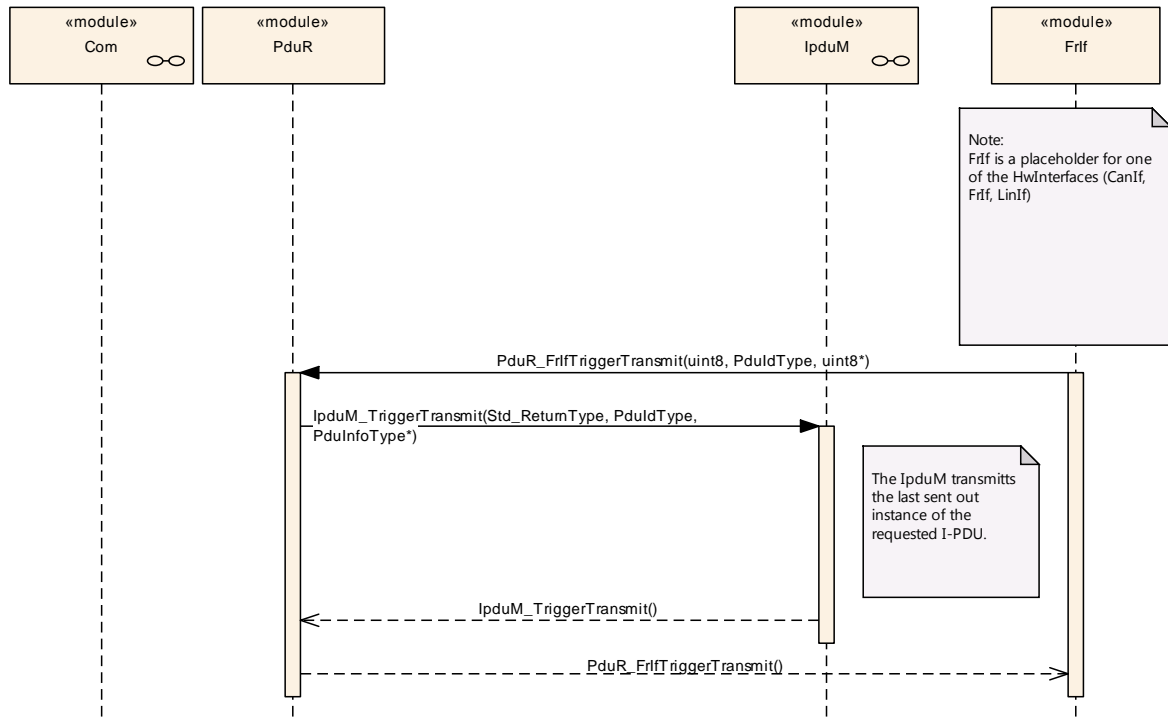 «module»
Com
«module»
PduR
«module»
IpduM
«module»
FrIf
Note:
FrIf is a placeholder for one
of the HwInterfaces (CanIf,
FrIf, LinIf)
PduR_FrIfTriggerTransmit(uint8, PduIdType, uint8*)
IpduM_TriggerTransmit(Std_ReturnType, PduIdType,
PduInfoType*)
The IpduM transmitts
the last sent out
instance of the
requested I-PDU.
IpduM_TriggerTransmit()
PduR_FrIfTriggerTransmit()